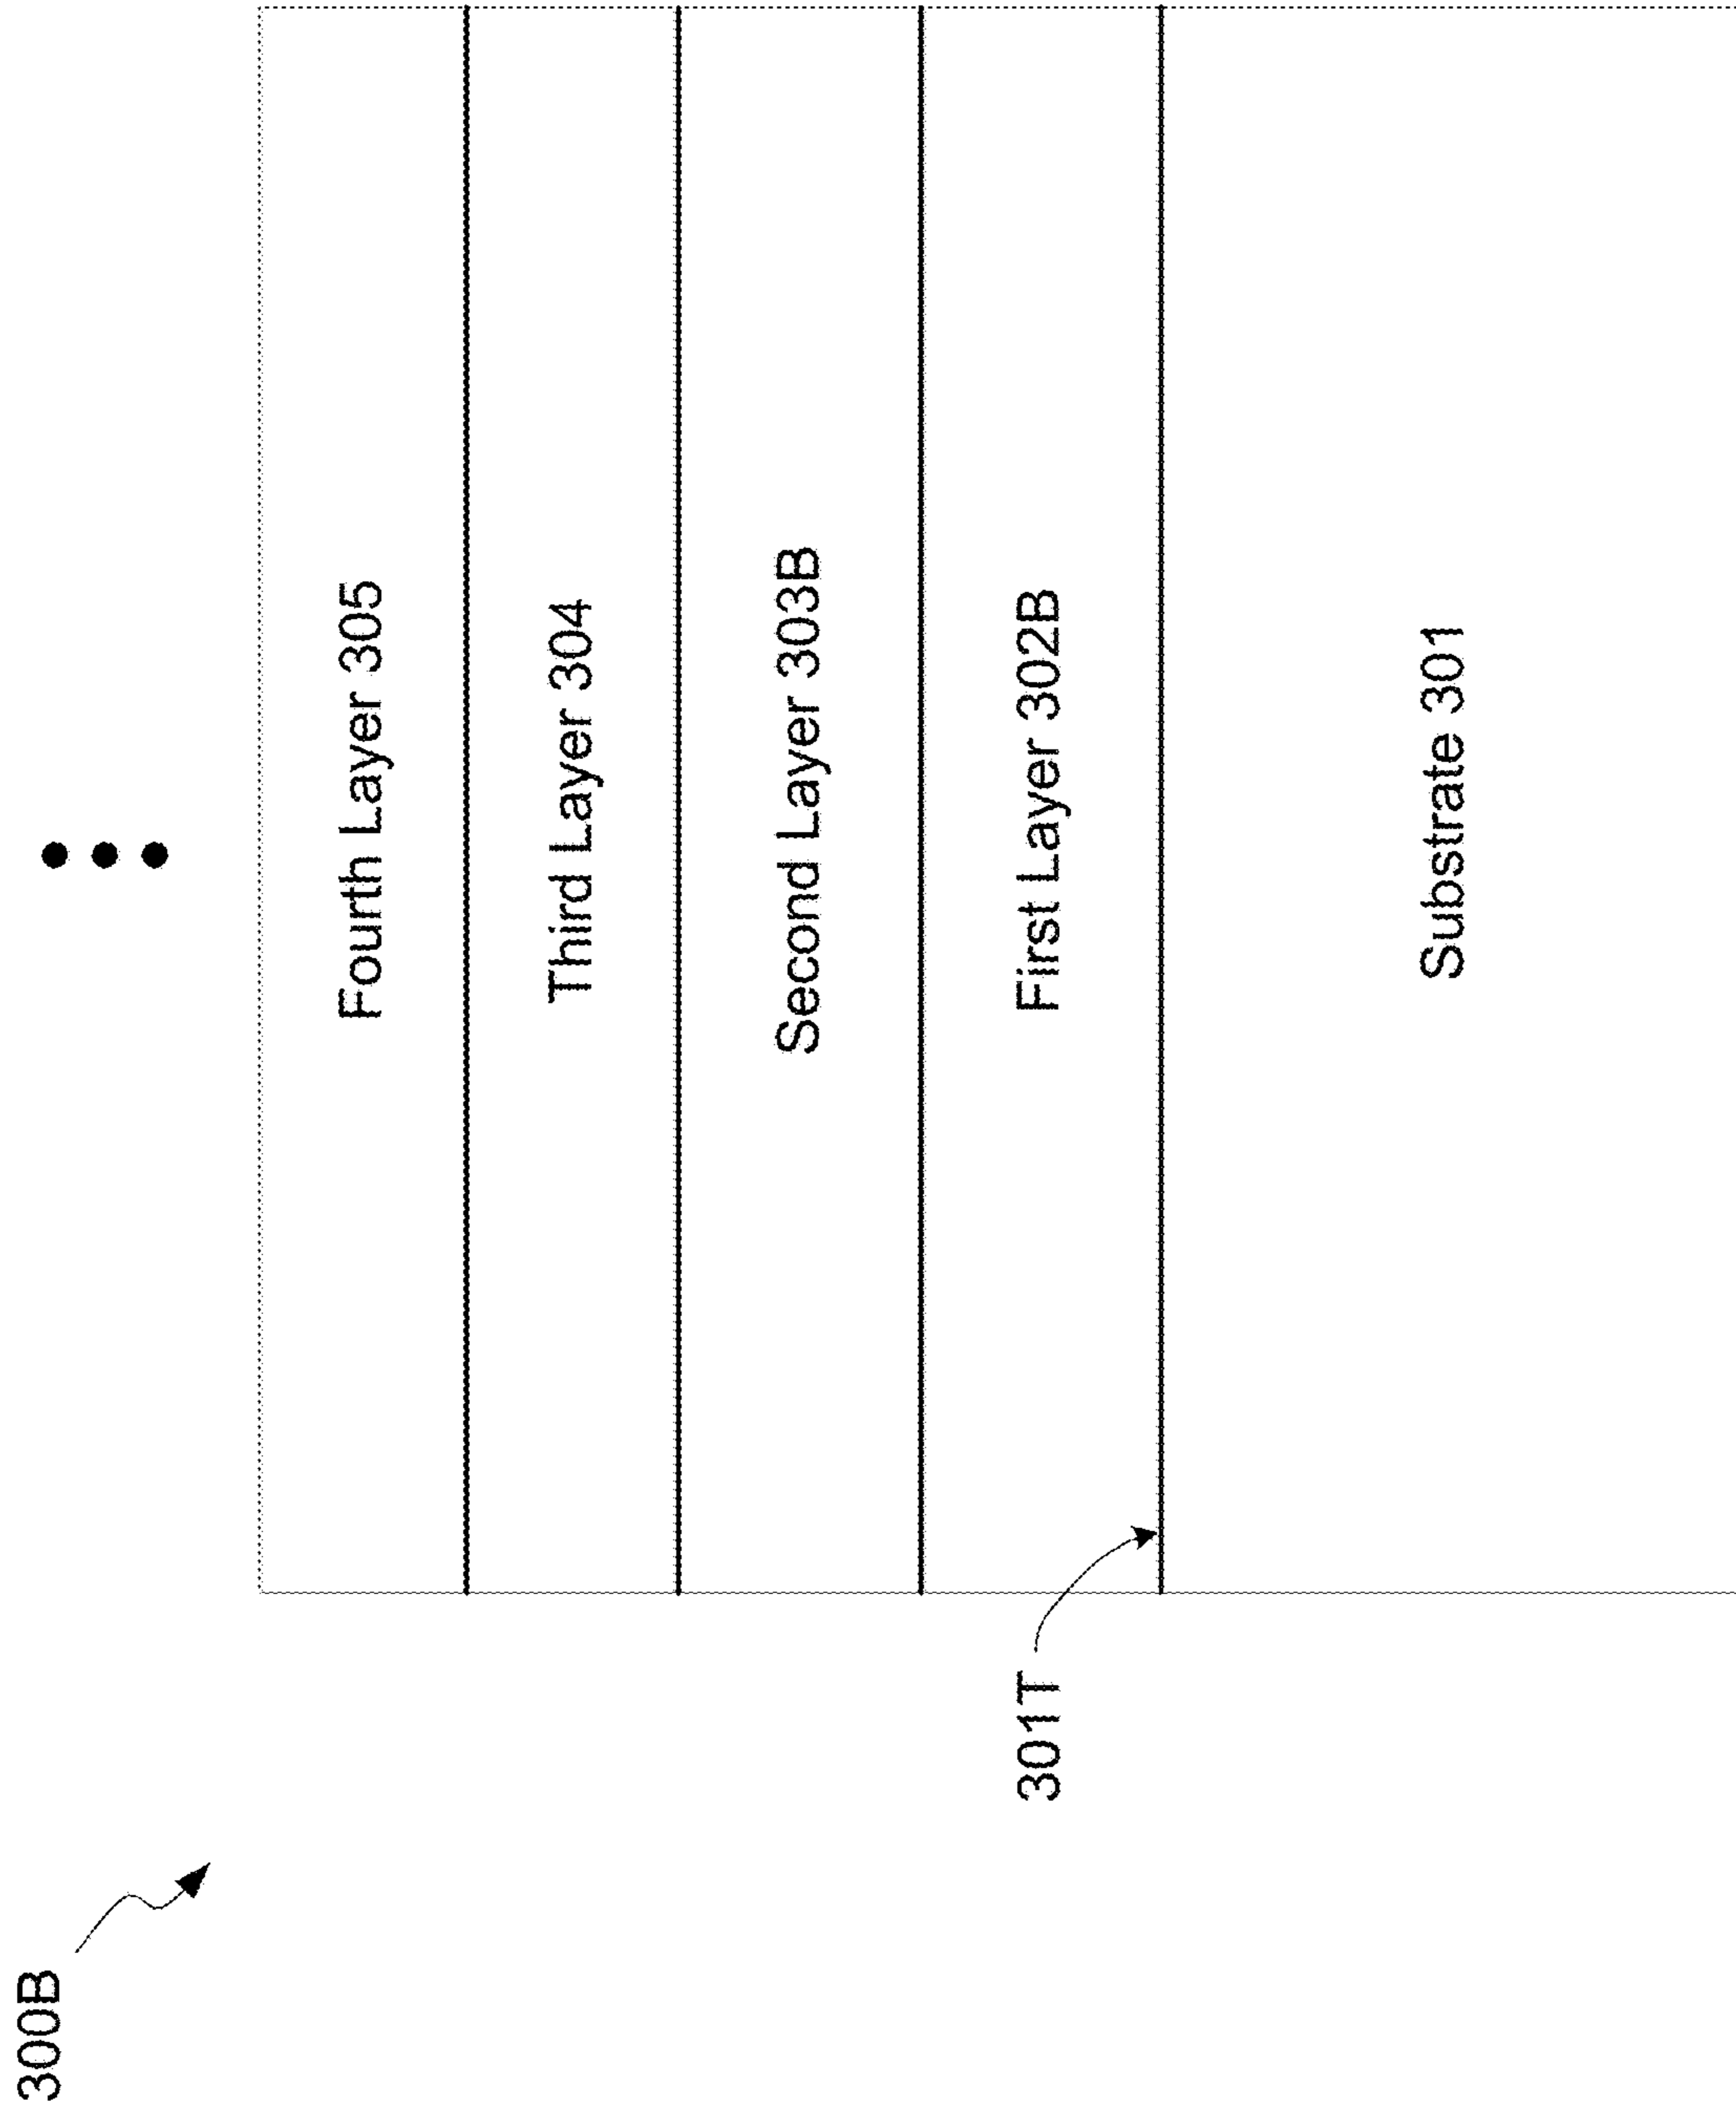 300B
Fourth Layer 305
Third Layer 304
Second Layer 303B
First Layer 302B
301T
Substrate 301